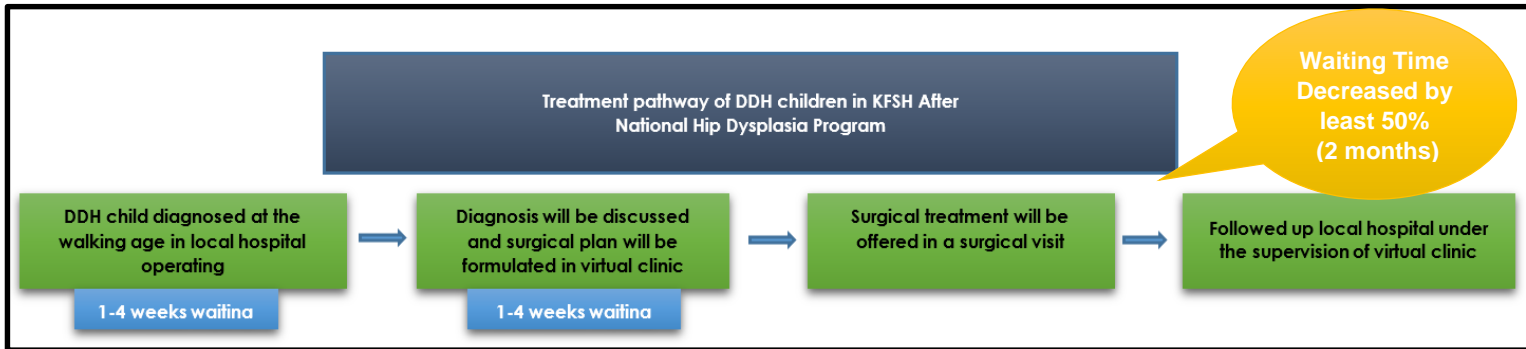 Treatment pathway of DDH children in KFSH After
National Hip Dysplasia Program
Waiting Time
Decreased by
least 50%
(2 months)
DDH child diagnosed at the
walking age in local hospital
operating
1-4 weeks waitina
Diagnosis will be discussed
and surgical plan will be
formulated in virtual clinic
1-4 weeks waitina
Surgical treatment will be
offered in a surgical visit
Followed up local hospital under
the supervision of virtual clinic